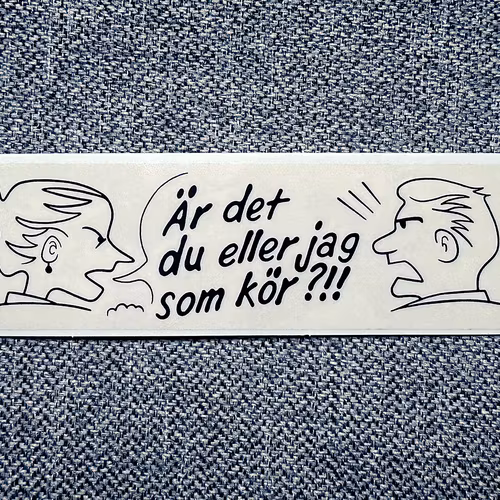 Är det
du eller jag
som kör?!!